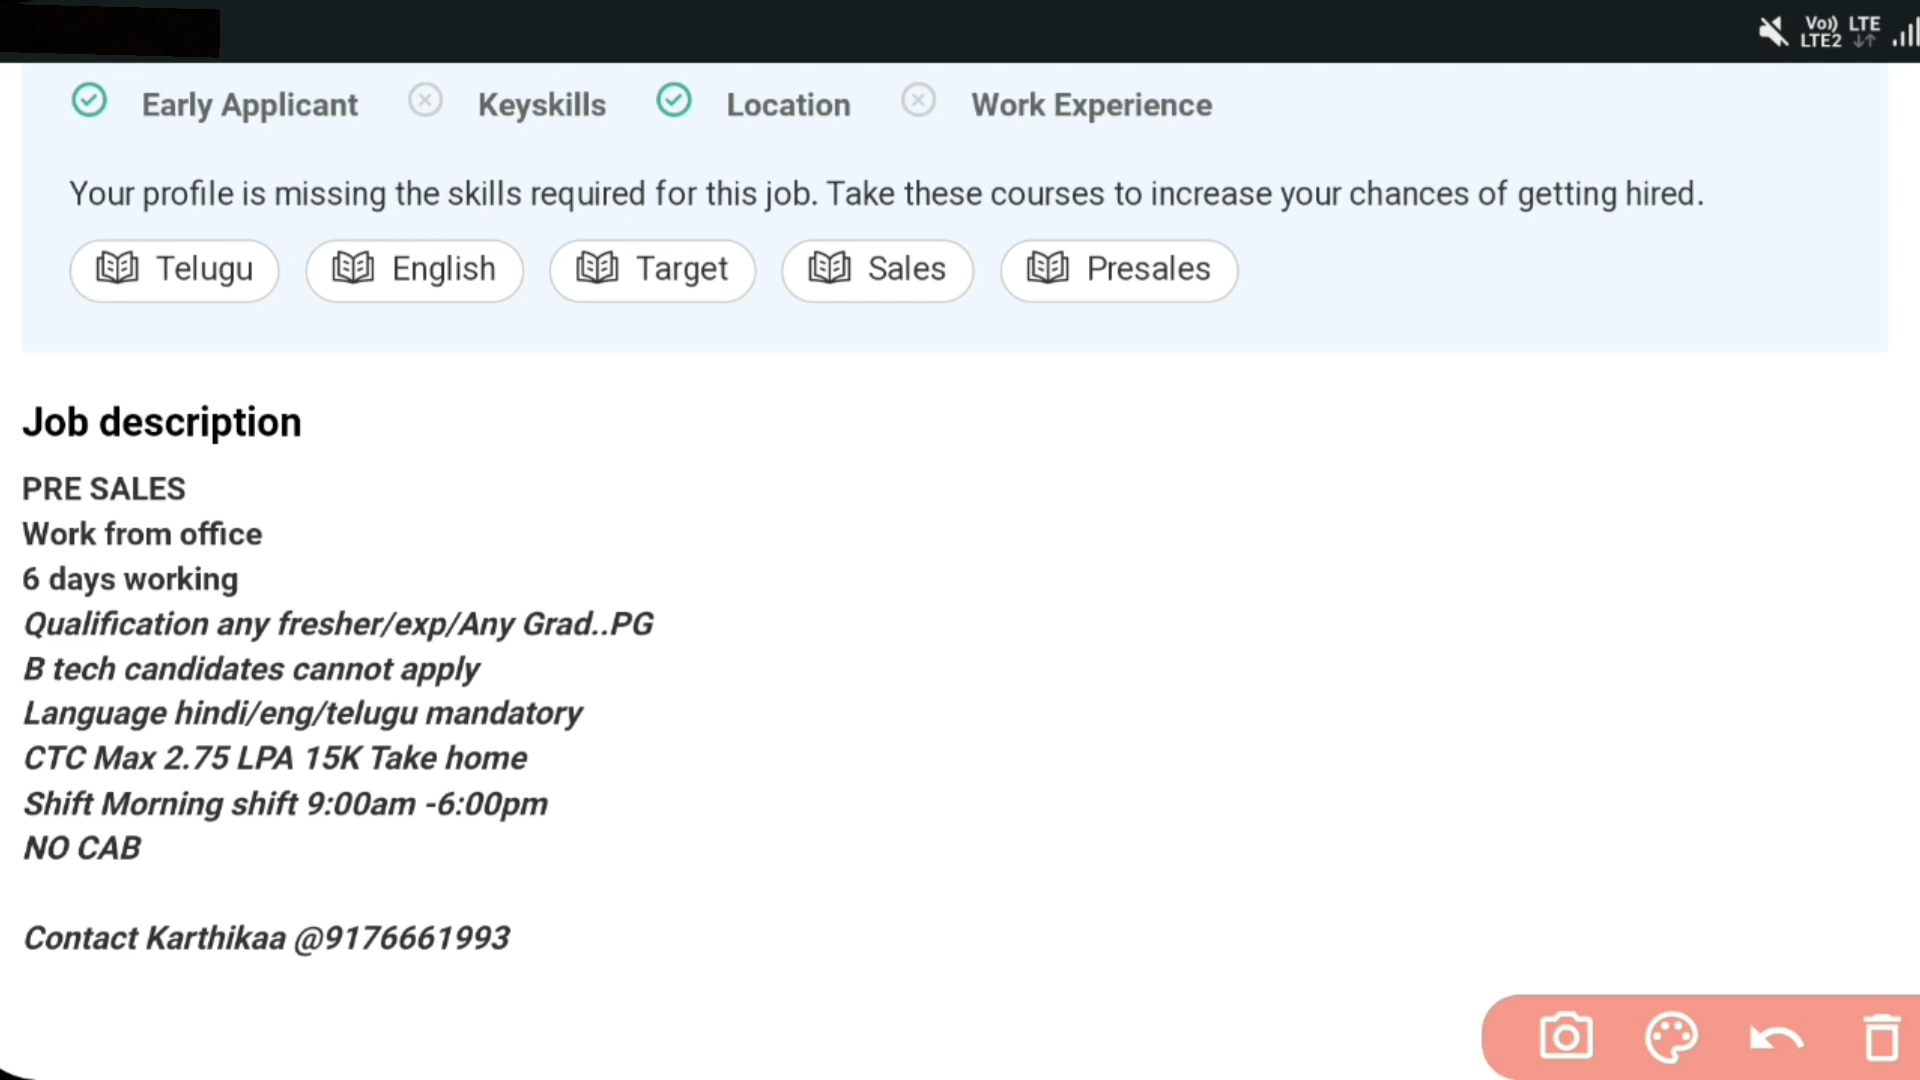 Vo)) LTE
LTE2
Early Applicant Keyskills Location Work Experience
Your profile is missing the skills required for this job. Take these courses to increase your chances of getting hired.
Telugu English Target Sales Presales
Job description
PRE SALES
Work from office
6 days working
Qualification any fresher/exp/Any Grad..PG
B tech candidates cannot apply
Language hindi/eng/telugu mandatory
CTC Max 2.75 LPA 15K Take home
Shift Morning shift 9:00am -6:00pm
NO CAB
Contact Karthikaa @9176661993